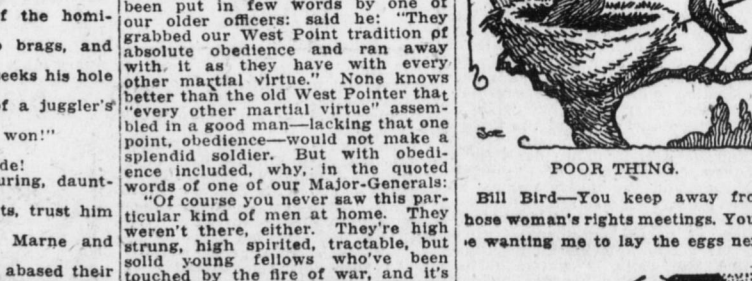 f the homi-
brags, and
eeks his hole
f a juggler's
won!"
de!
uring, daunt-
ts, trust him
Marne and
abased their
been put in few words by one of
our older officers: said he: "They
grabbed our West Point tradition of
absolute obedience and ran away
with it as they have with every
other martial virtue." None knows
better than the old West Pointer that
"every other martial virtue" assem-
bled in a good man—lacking that one
point, obedience—would not make a
splendid soldier. But with obedi-
ence included, why, in the quoted
words of one of our Major-Generals:
"Of course you never saw this par-
ticular kind of men at home. They
weren't there, either. They're high
strung, high spirited, tractable, but
solid young fellows who've been
touched by the fire of war, and it's
POOR THING.
Bill Bird—You keep away fro
hose woman's rights meetings. You
e wanting me to lay the eggs ne